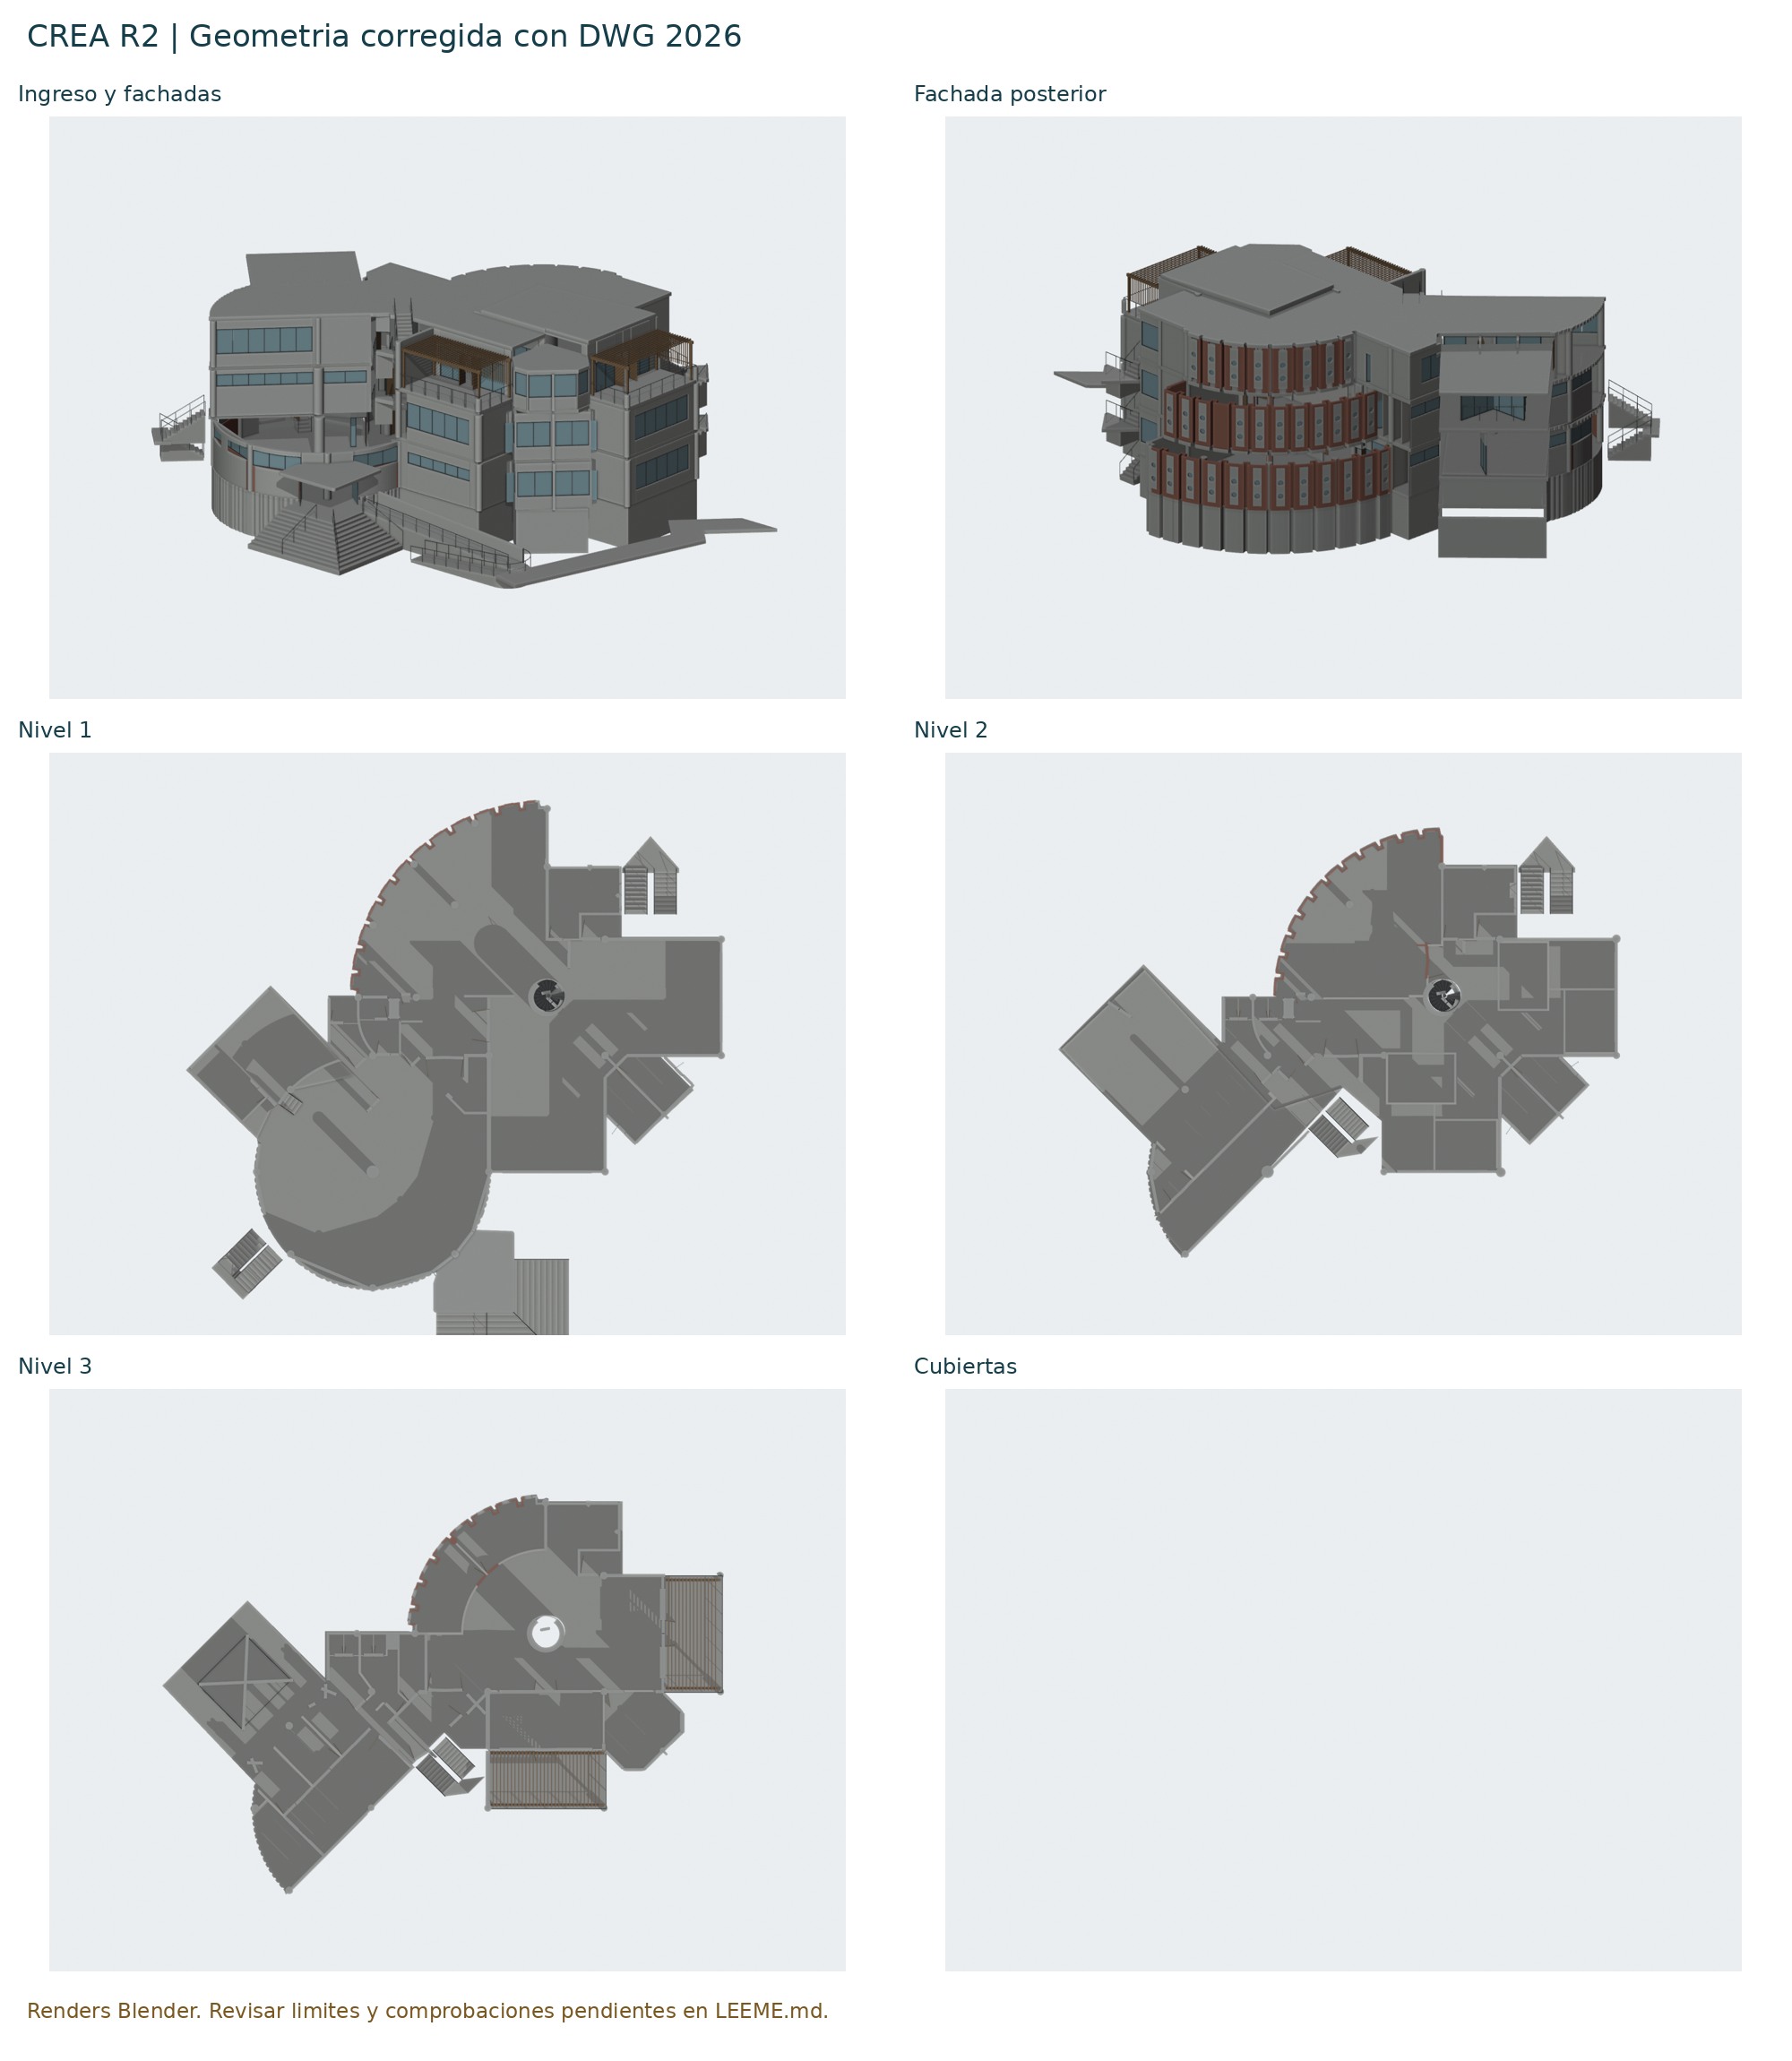 CREA R2 | Geometria corregida con DWG 2026
Ingreso y fachadas
Fachada posterior
Nivel 1
Nivel 2
Nivel 3
Cubiertas
Renders Blender. Revisar limites y comprobaciones pendientes en LEEME.md.